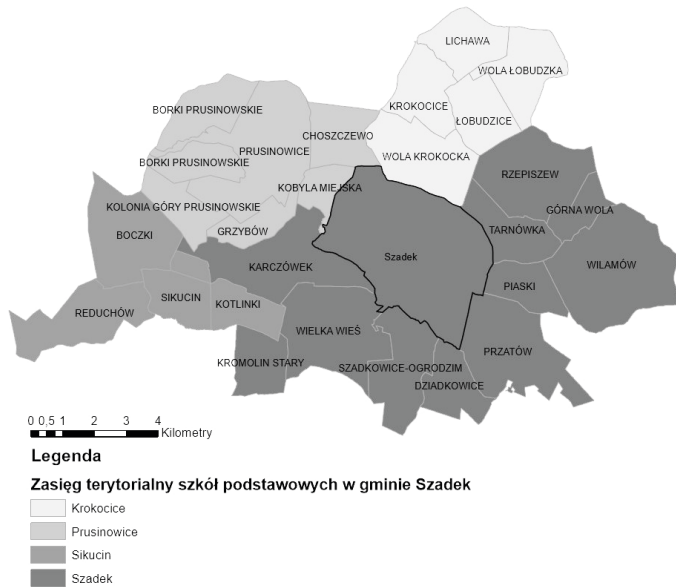 LICHAWA
WOLA ŁOBUDZKA
KROKOCICE
ŁOBUDZICE
BORKI PRUSINOWSKIE
CHOSZCZEWO
PRUSINOWICE
WOLA KROKOCKA
BORKI PRUSINOWSKIE
RZEPISZEW
KOBYLA MIEJSKA
KOLONIA GÓRY PRUSINOWSKIE
GÓRNA WOLA
GRZYBÓW
TARNÓWKA
BOCZKI
Szadek
WILAMÓW
KARCZÓWEK
PIASKI
SIKUCIN
KOTLINKI
REDUCHÓW
WIELKA WIEŚ
PRZATÓW
KROMOLIN STARY
SZADKOWICE-OGRODZIM
DZIADKOWICE
0 0,5 1 2 3 4
Kilometry
Legenda
Zasięg terytorialny szkół podstawowych w gminie Szadek
Krokocice
Prusinowice
Sikucin
Szadek